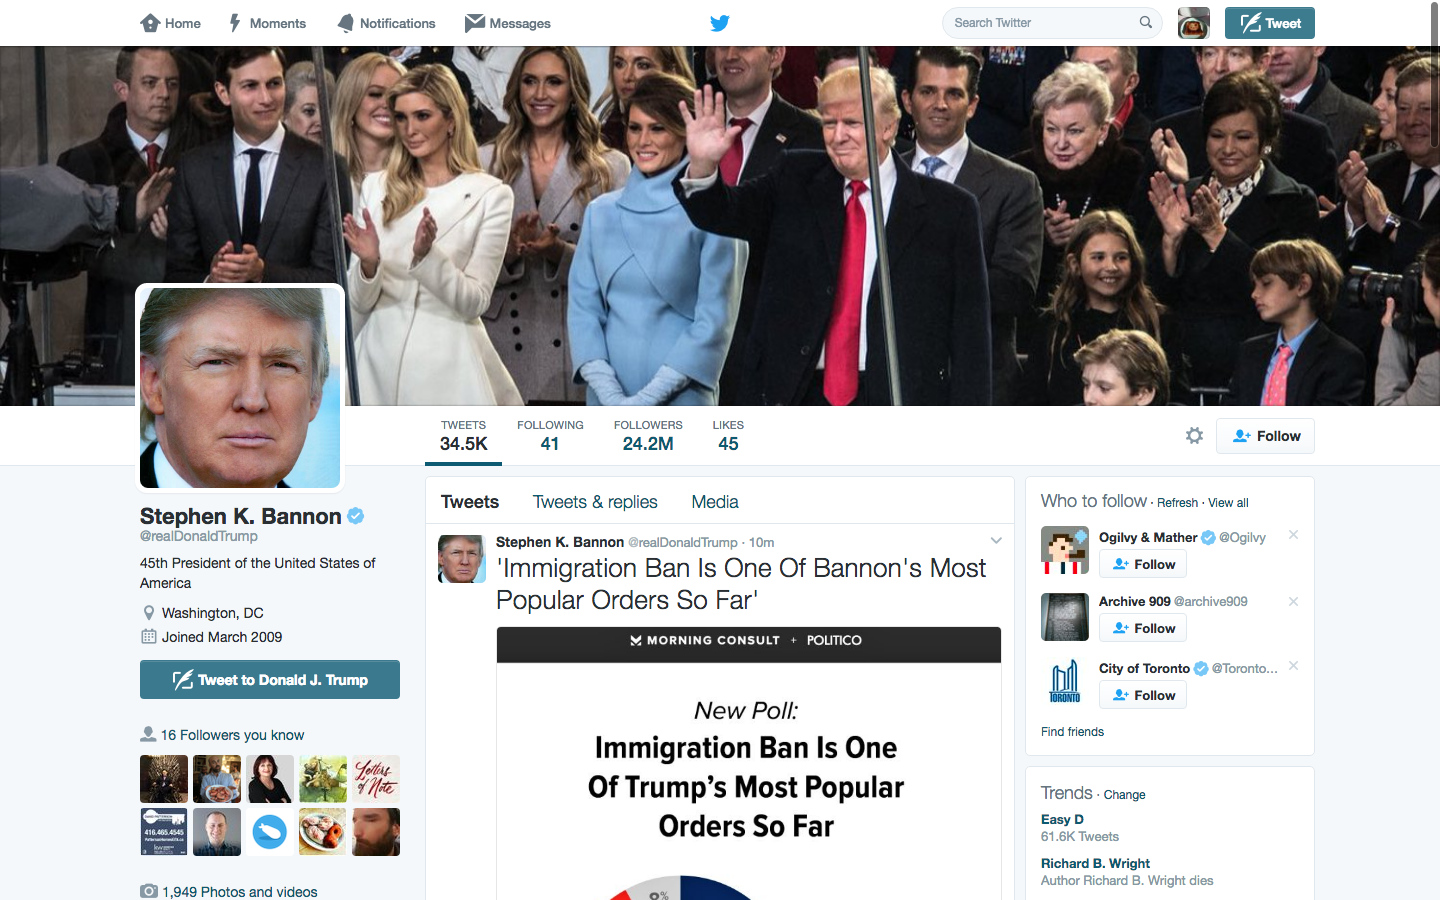 Home
Moments
Notifications
Messages
Search Twitter
Tweet
TWEETS
34.5K
FOLLOWING
41
FOLLOWERS
24.2M
LIKES
45
Follow
Stephen K. Bannon
@realDonaldTrump
45th President of the United States of
America
Washington, DC
Joined March 2009
Tweet to Donald J. Trump
16 Followers you know
Letters
of Note
416.465.4545
1,949 Photos and videos
Tweets
Tweets & replies
Media
Stephen K. Bannon @realDonaldTrump · 10m
'Immigration Ban Is One Of Bannon's Most
Popular Orders So Far'
MORNING CONSULT + POLITICO
New Poll:
Immigration Ban Is One
Of Trump's Most Popular
Orders So Far
8%
Who to follow · Refresh · View all
Ogilvy & Mather @Ogilvy
Follow
Archive 909 @archive909
Follow
City of Toronto @Toronto...
TORONTO
Follow
Find friends
Trends · Change
Easy D
61.6K Tweets
Richard B. Wright
Author Richard B. Wright dies